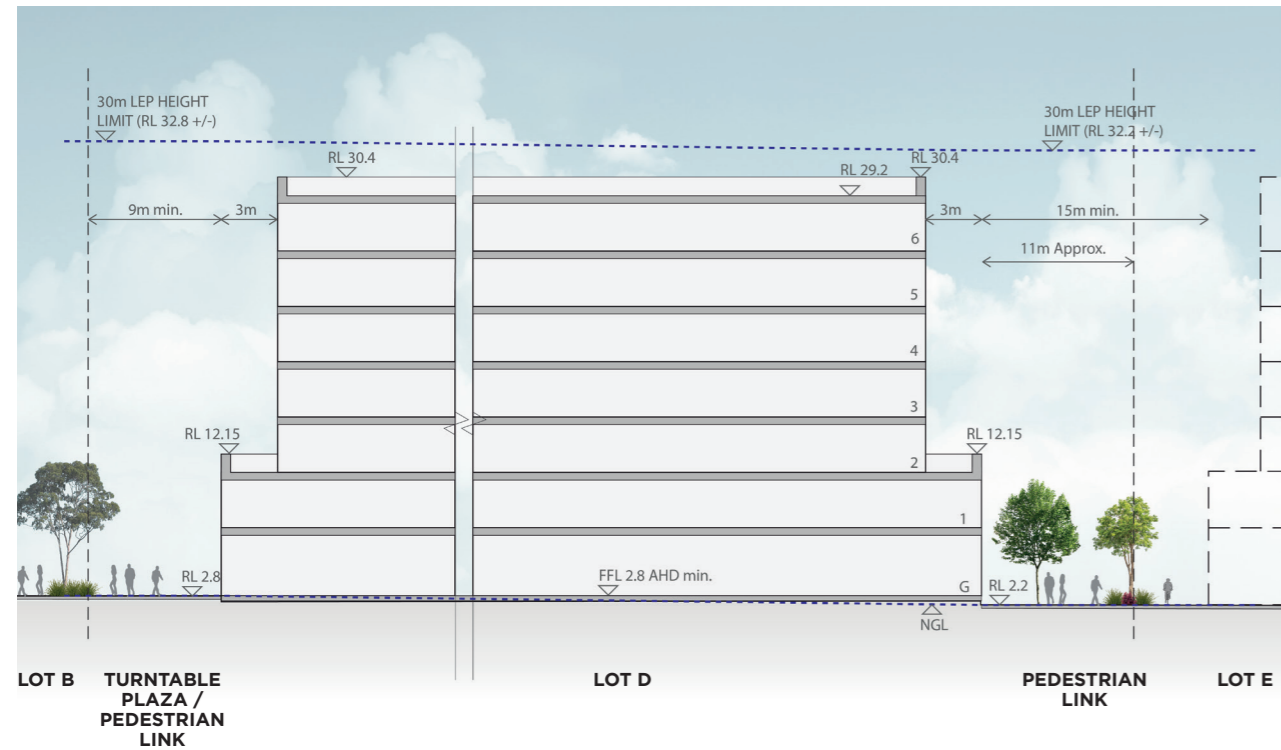 30m LEP HEIGHT
LIMIT (RL 32.8 +/-)
30m LEP HEIGHT
LIMIT (RL 32.2 +/-)
RL 30.4
RL 29.2
RL 30.4
9m min.
3m
3m
15m min.
11m Approx.
6
5
4
3
2
1
G
RL 12.15
RL 12.15
RL 2.8
FFL 2.8 AHD min.
RL 2.2
NGL
LOT B
TURNTABLE
PLAZA /
PEDESTRIAN
LINK
LOT D
PEDESTRIAN
LINK
LOT E